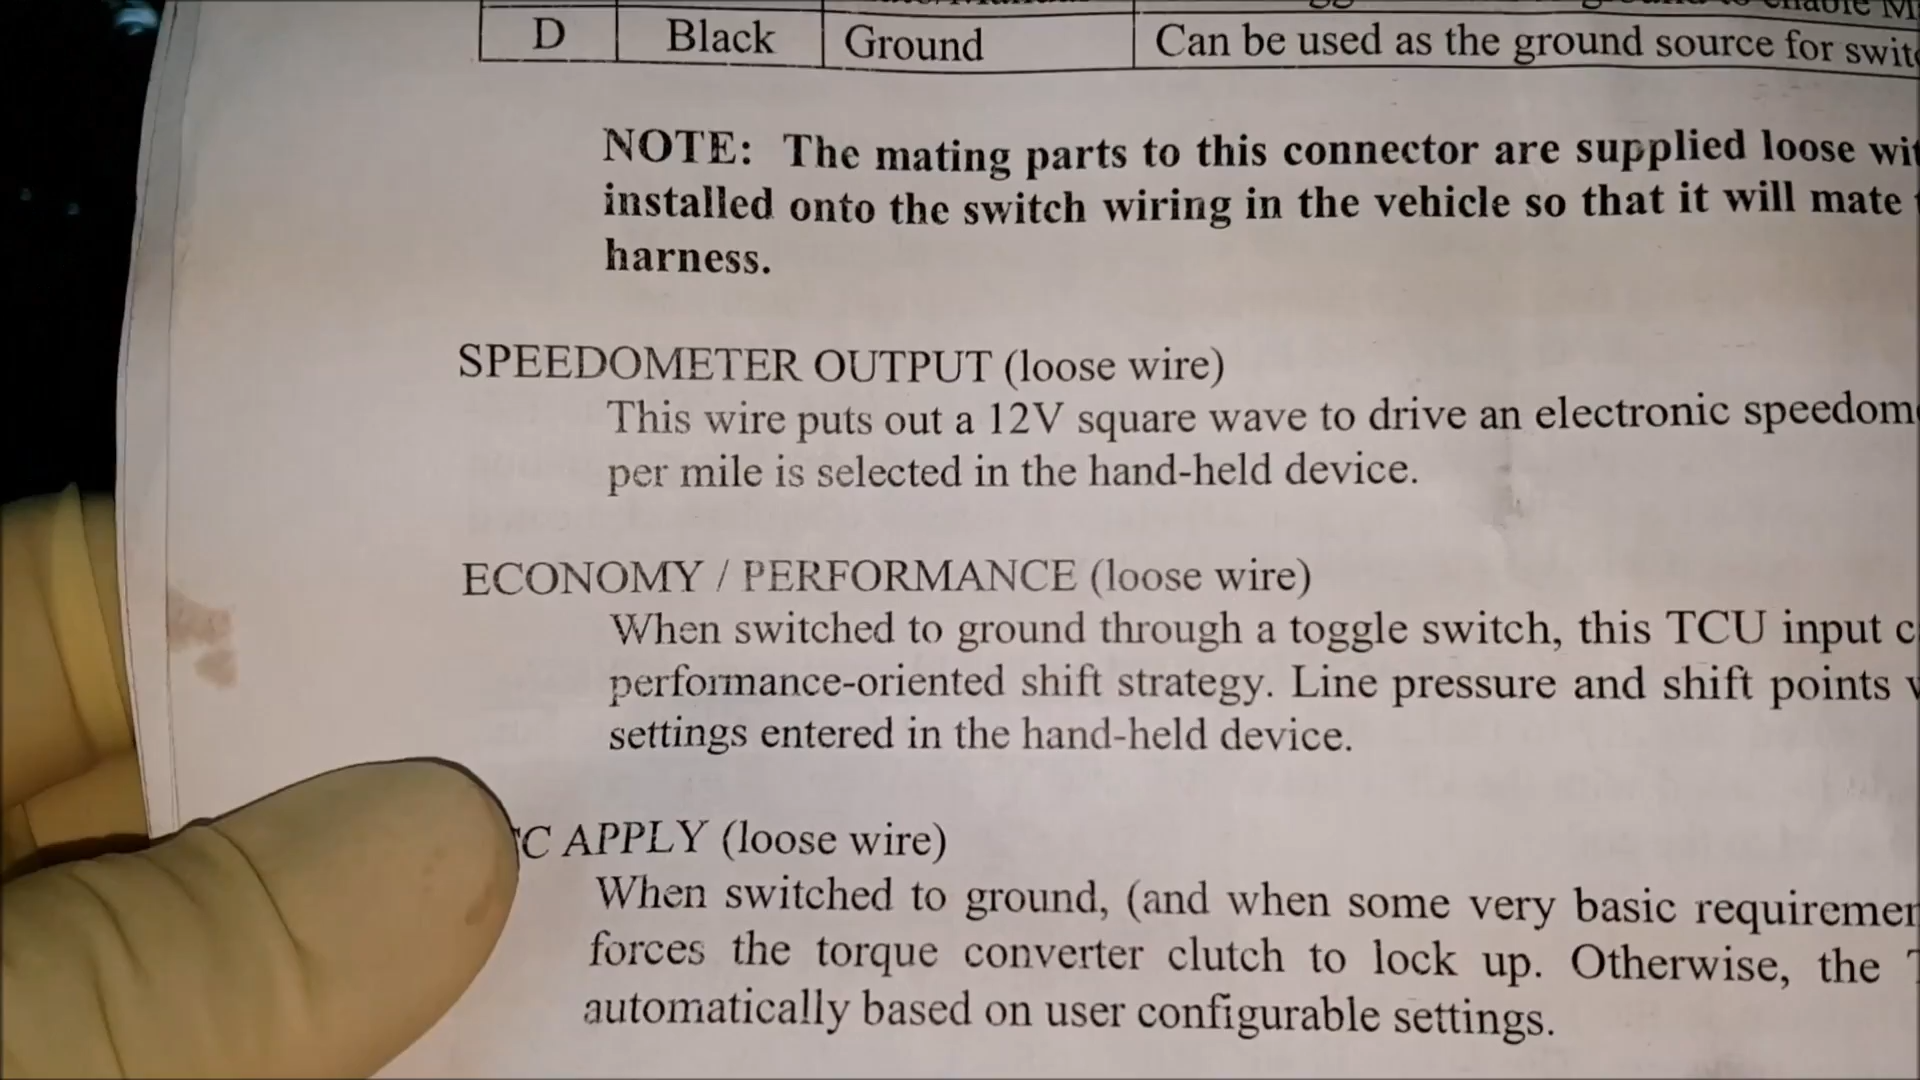 D Black Ground Can be used as the ground source for
NOTE: The mating parts to this connector are supplied loose
installed onto the switch wiring in the vehicle so that it will mate
harness.
SPEEDOMETER OUTPUT (loose wire)
This wire puts out a 12V square wave to drive an electronic
per mile is selected in the hand-held device.
ECONOMY / PERFORMANCE (loose wire)
When switched to ground through a toggle switch, this TCU input
performance-oriented shift strategy. Line pressure and shift points
settings entered in the hand-held device.
C APPLY (loose wire)
When switched to ground, (and when some very basic
forces the torque converter clutch to lock up. Otherwise, the
automatically based on user configurable settings.